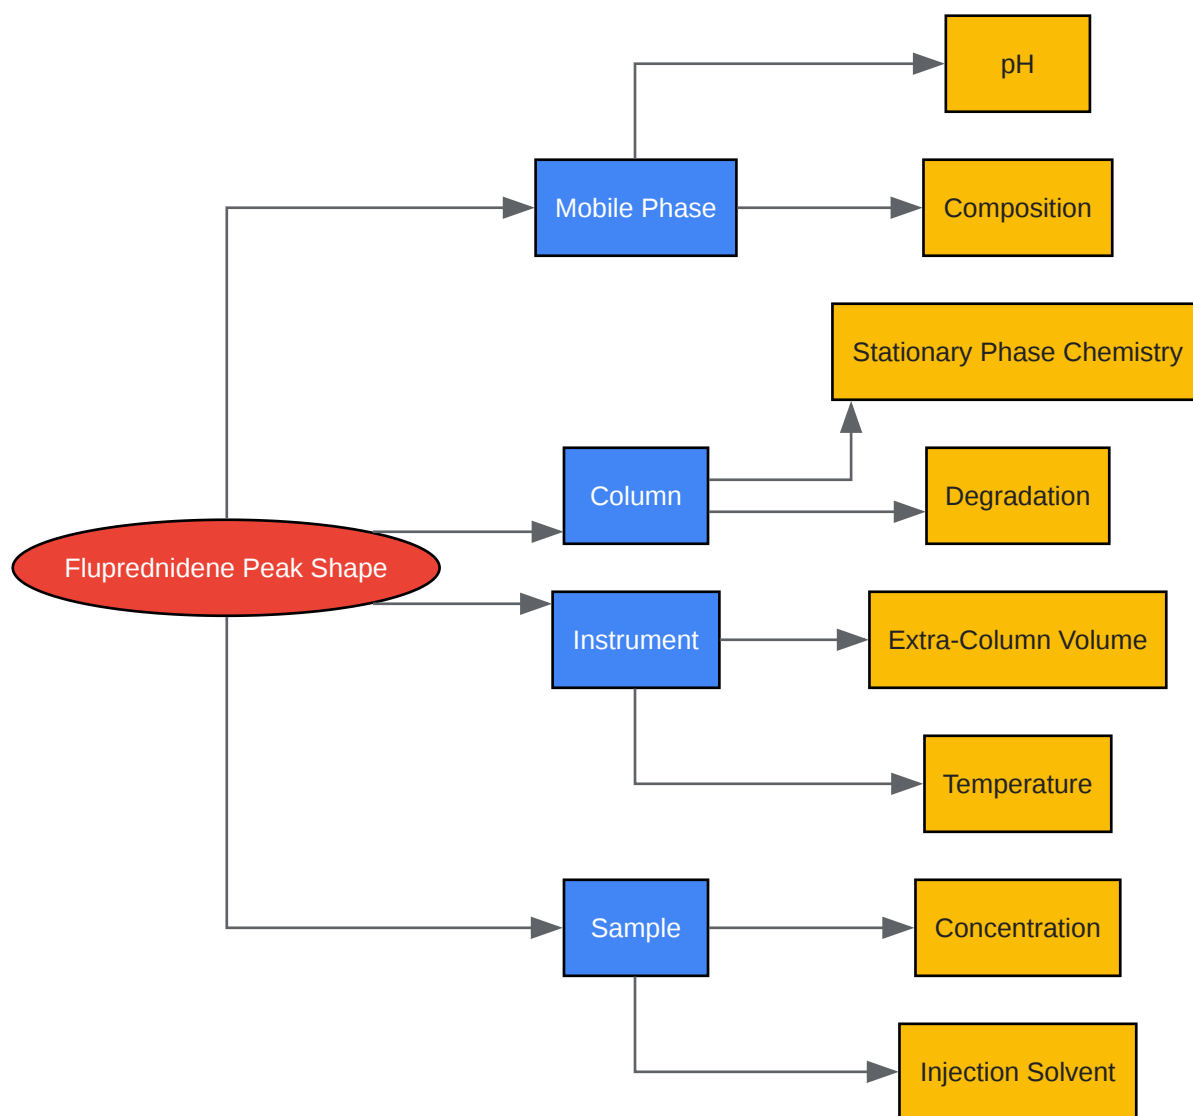 pH
Mobile Phase
Composition
Stationary Phase Chemistry
Column
Degradation
Fluprednidene Peak Shape
Instrument
Extra-Column Volume
Temperature
Sample
Concentration
Injection Solvent